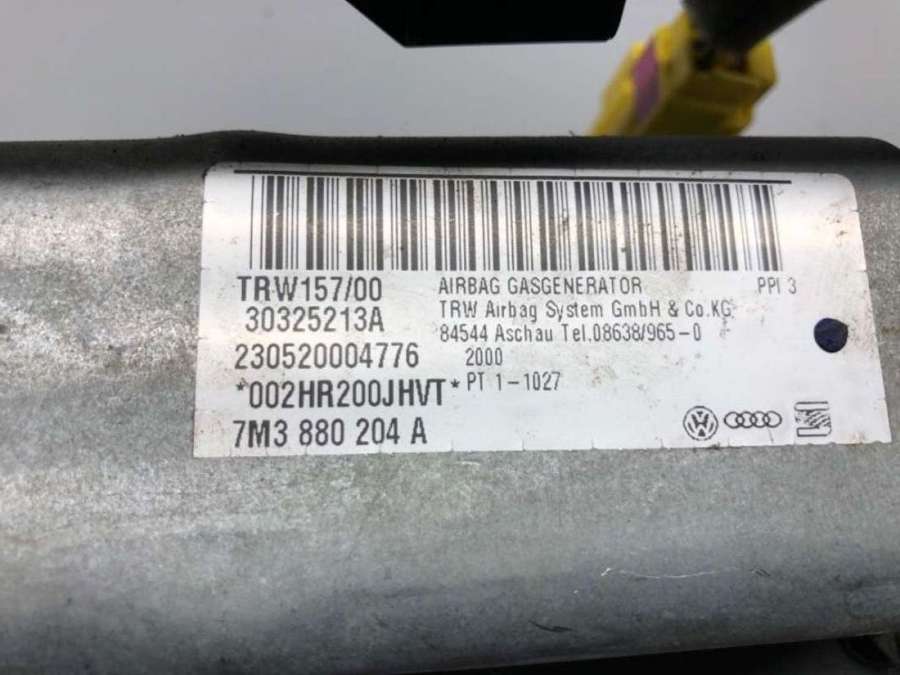 TRW157/00
30325213A
230520004776
*002HR200JHVT*
7M3 880 204 A
AIRBAG GASGENERATOR PPI 3
TRW Airbag System GmbH & Co.KG
84544 Aschau Tel.08638/965-0
2000
PT 1-1027